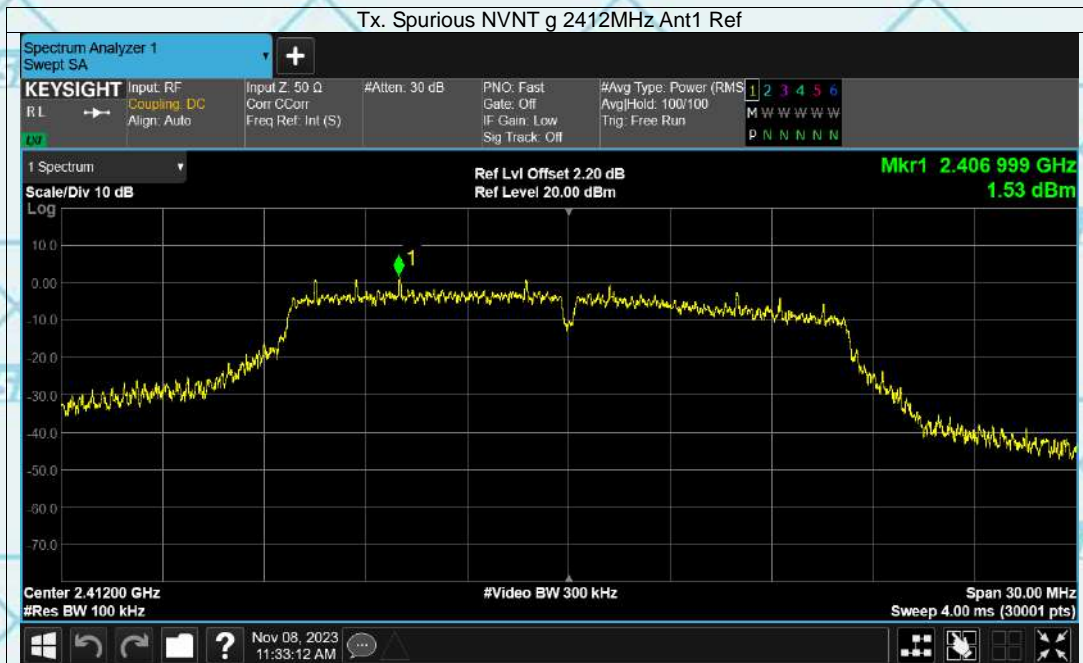 Tx. Spurious NVNT g 2412MHz Ant1 Ref
Spectrum Analyzer 1
Swept SA
+
KEYSIGHT
R L
LXI
Input: RF
Coupling: DC
Align: Auto
Input Z: 50 Ω
Corr CCorr
Freq Ref: Int (S)
#Atten: 30 dB
PNO: Fast
Gate: Off
IF Gain: Low
Sig Track: Off
#Avg Type: Power (RMS
Avg|Hold: 100/100
Trig: Free Run
1 2 3 4 5 6
M W W W W W
P N N N N N
1 Spectrum
Scale/Div 10 dB
Ref Lvl Offset 2.20 dB
Ref Level 20.00 dBm
Mkr1 2.406 999 GHz
1.53 dBm
Log
1
10.0
0.00
-10.0
-20.0
-30.0
-40.0
-50.0
-60.0
-70.0
Center 2.41200 GHz
#Res BW 100 kHz
#Video BW 300 kHz
Span 30.00 MHz
Sweep 4.00 ms (30001 pts)
?
Nov 08, 2023
11:33:12 AM